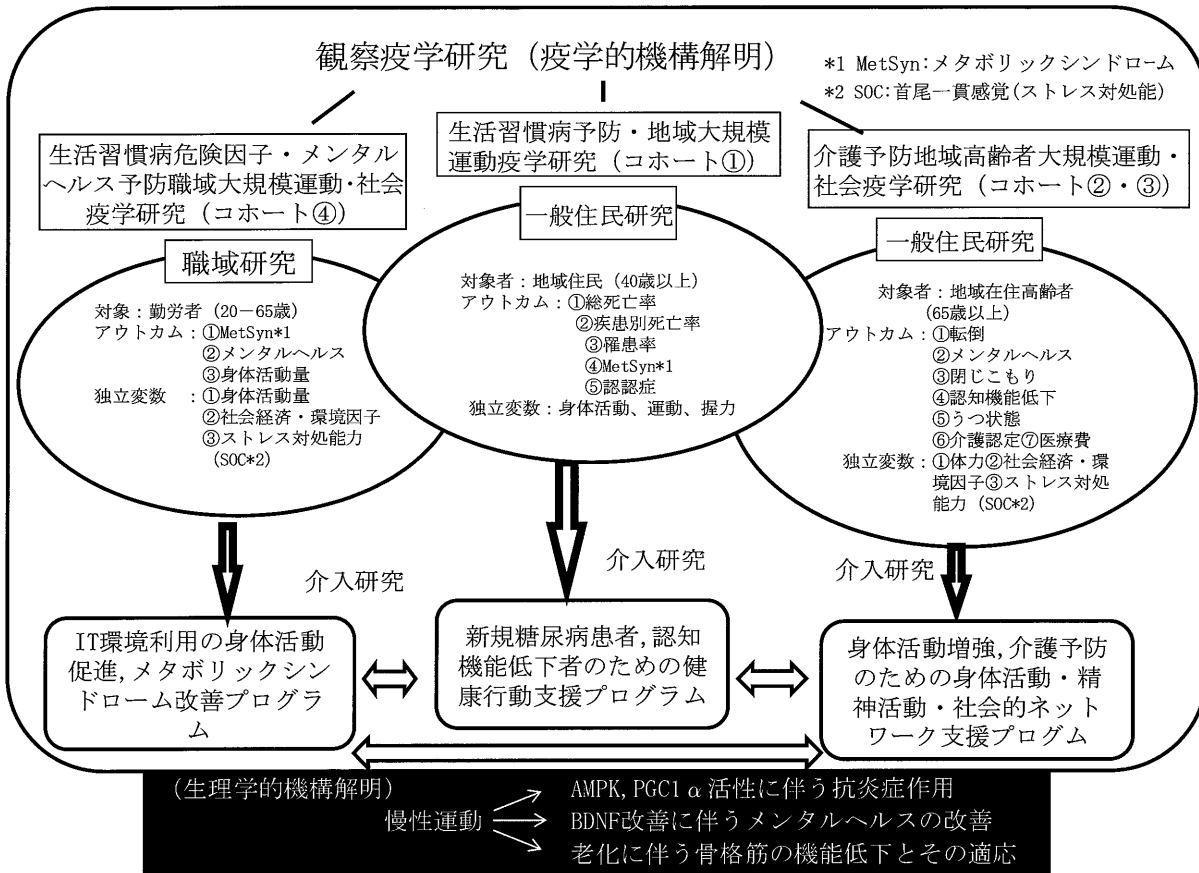 観察疫学研究（疫学的機構解明）
*1 MetSyn:メタボリックシンドローム
*2 SOC:首尾一貫感覚(ストレス対処能)
生活習慣病危険因子・メンタル
ヘルス予防職域大規模運動・社会
疫学研究（コホート④）
生活習慣病予防・地域大規模
運動疫学研究（コホート①）
介護予防地域高齢者大規模運動・
社会疫学研究（コホート②・③）
職域研究
対象：勤労者（20－65歳）
アウトカム：①MetSyn*1
②メンタルヘルス
③身体活動量
独立変数　：①身体活動量
②社会経済・環境因子
③ストレス対処能力
(SOC*2)
一般住民研究
対象者：地域住民（40歳以上）
アウトカム：①総死亡率
②疾患別死亡率
③罹患率
④MetSyn*1
⑤認認症
独立変数：身体活動、運動、握力
一般住民研究
対象者：地域在住高齢者
(65歳以上)
アウトカム：①転倒
②メンタルヘルス
③閉じこもり
④認知機能低下
⑤うつ状態
⑥介護認定⑦医療費
独立変数：①体力②社会経済・環
境因子③ストレス対処
能力（SOC*2）
介入研究
介入研究
介入研究
IT環境利用の身体活動
促進,メタボリックシン
ドローム改善プログラ
ム
新規糖尿病患者,認知
機能低下者のための健
康行動支援プログラム
身体活動増強,介護予防
のための身体活動・精
神活動・社会的ネット
ワーク支援プログム
（生理学的機構解明）
慢性運動
AMPK,PGC1α活性に伴う抗炎症作用
BDNF改善に伴うメンタルヘルスの改善
老化に伴う骨格筋の機能低下とその適応